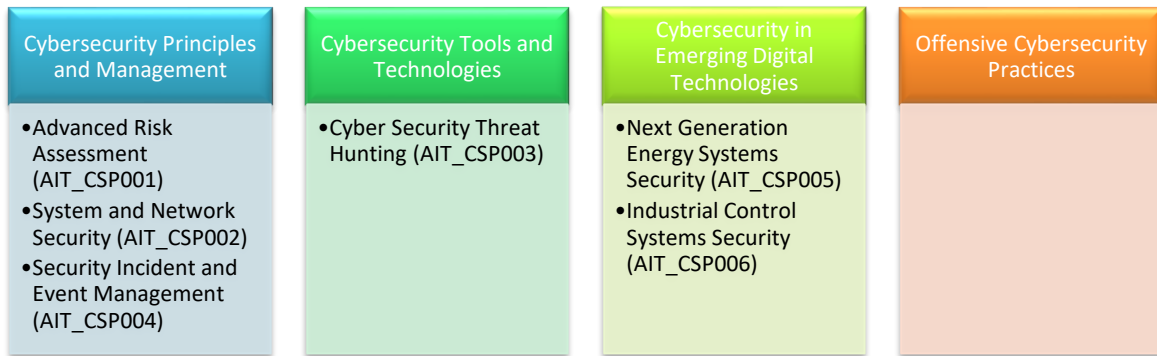 Cybersecurity Principles
and Management
•Advanced Risk
Assessment
(AIT_CSP001)
•System and Network
Security (AIT_CSP002)
•Security Incident and
Event Management
(AIT_CSP004)
Cybersecurity Tools and
Technologies
•Cyber Security Threat
Hunting (AIT_CSP003)
Cybersecurity in
Emerging Digital
Technologies
•Next Generation
Energy Systems
Security (AIT_CSP005)
•Industrial Control
Systems Security
(AIT_CSP006)
Offensive Cybersecurity
Practices